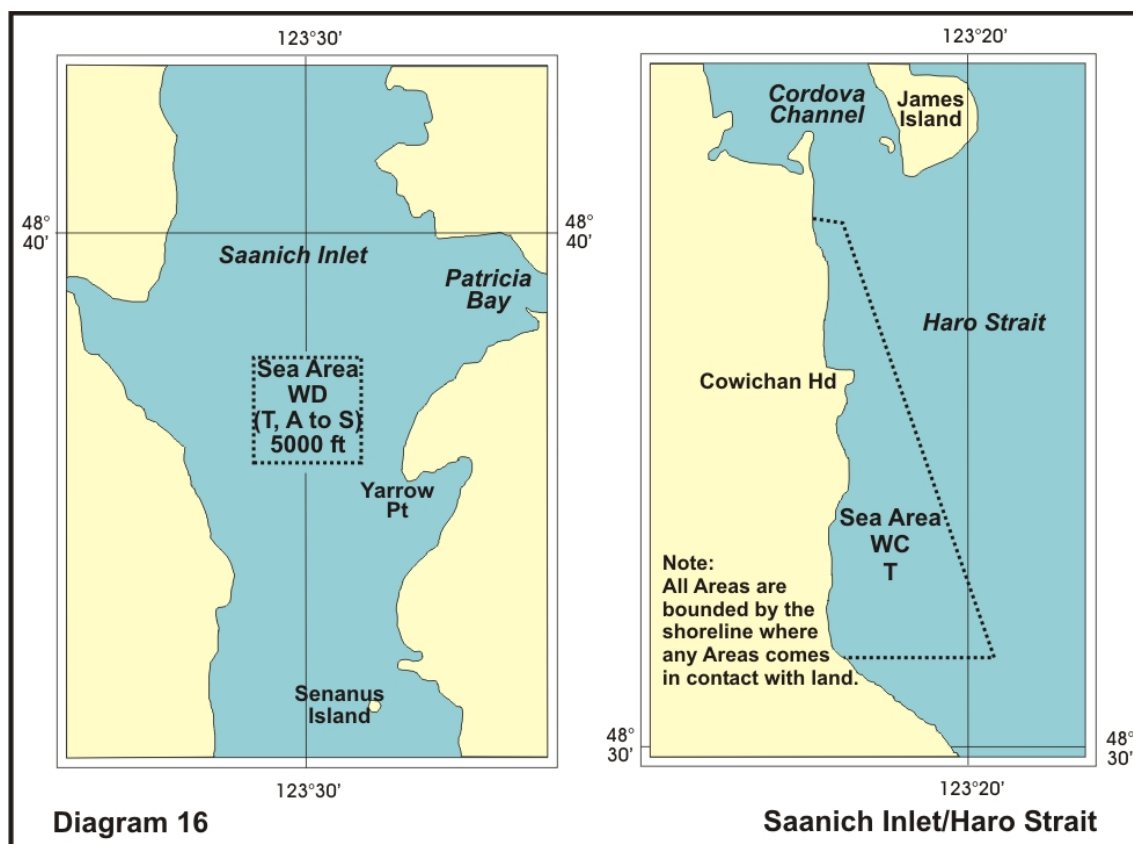 123°30'
48°
40'
48°
40'
Saanich Inlet
Patricia
Bay
Sea Area
WD
(T, A to S)
5000 ft
Yarrow
Pt
Senanus
Island
123°30'
Diagram 16
123°20'
Cordova
Channel
James
Island
Haro Strait
Cowichan Hd
Sea Area
WC
T
Note:
All Areas are
bounded by the
shoreline where
any Areas comes
in contact with land.
48°
30'
48°
30'
123°20'
Saanich Inlet/Haro Strait